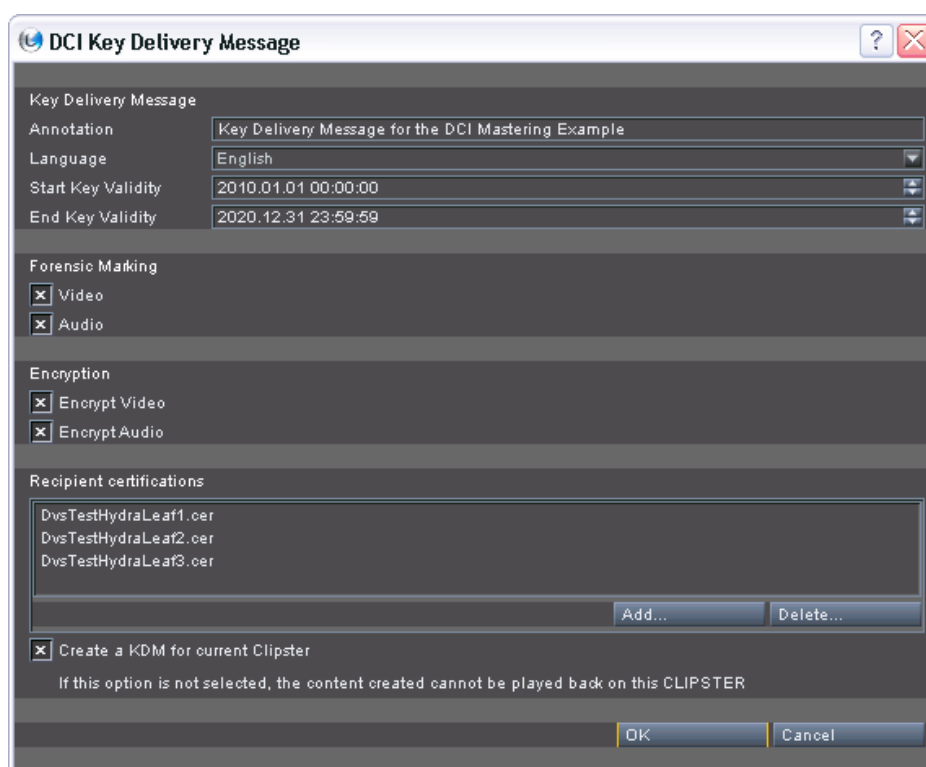 DCI Key Delivery Message
?
Key Delivery Message
Annotation Key Delivery Message for the DCI Mastering Example
Language English
Start Key Validity 2010.01.01 00:00:00
End Key Validity 2020.12.31 23:59:59
Forensic Marking
Video
Audio
Encryption
Encrypt Video
Encrypt Audio
Recipient certifications
DvsTestHydraLeaf1.cer
DvsTestHydraLeaf2.cer
DvsTestHydraLeaf3.cer
Add... Delete...
Create a KDM for current Clipster
If this option is not selected, the content created cannot be played back on this CLIPSTER
OK Cancel